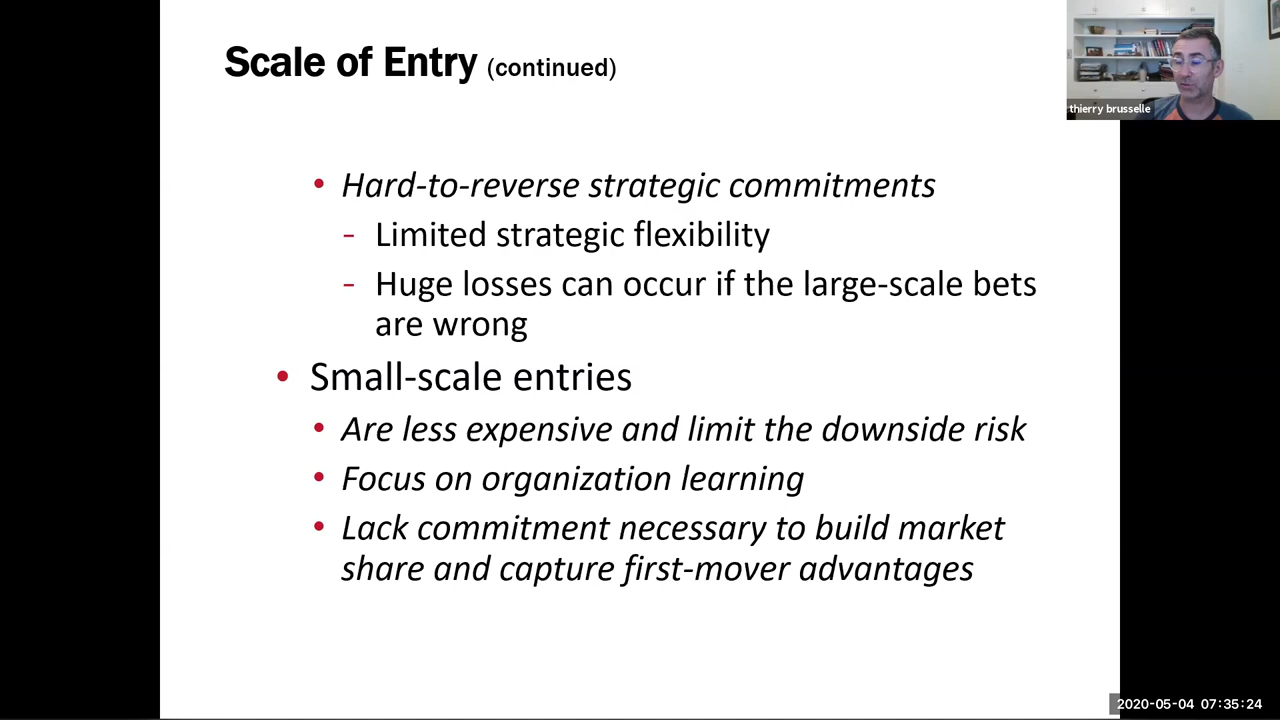 Scale of Entry (continued)
thierry brusselle
• Hard-to-reverse strategic commitments
- Limited strategic flexibility
- Huge losses can occur if the large-scale bets
are wrong
• Small-scale entries
• Are less expensive and limit the downside risk
• Focus on organization learning
• Lack commitment necessary to build market
share and capture first-mover advantages
2020-05-04 07:35:24